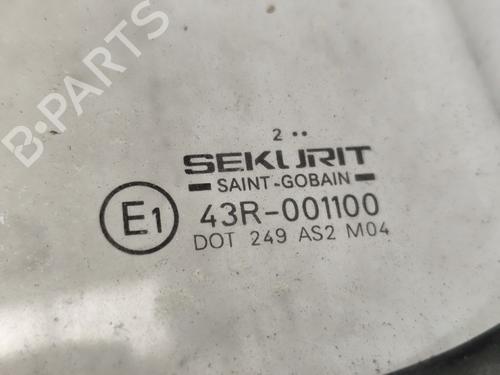 B-PARTS
2 ••
SEKURIT
SAINT-GOBAIN
E1 43R-001100
DOT 249 AS2 M04